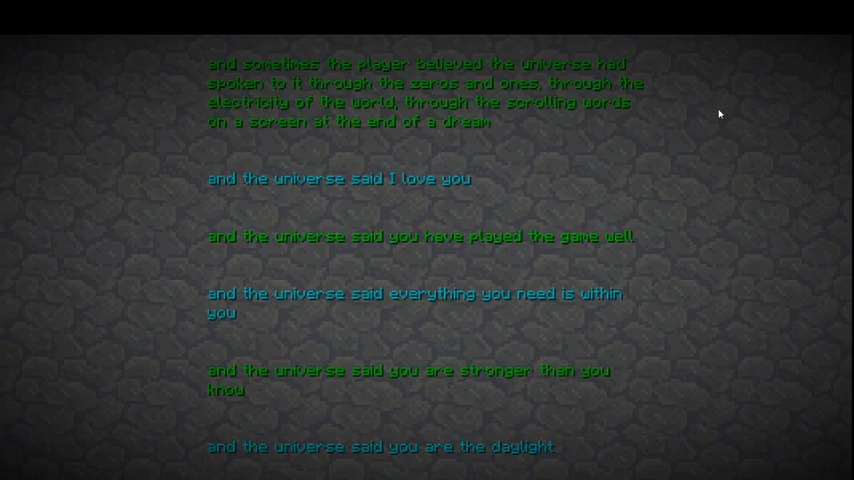 and sometimes the player believed the universe had
spoken to it through the zeros and ones, through the
electricity of the world, through the scrolling words
on a screen at the end of a dream
and the universe said I love you
and the universe said you have played the game well
and the universe said everything you need is within
you
and the universe said you are stronger than you
know
and the universe said you are the daylight